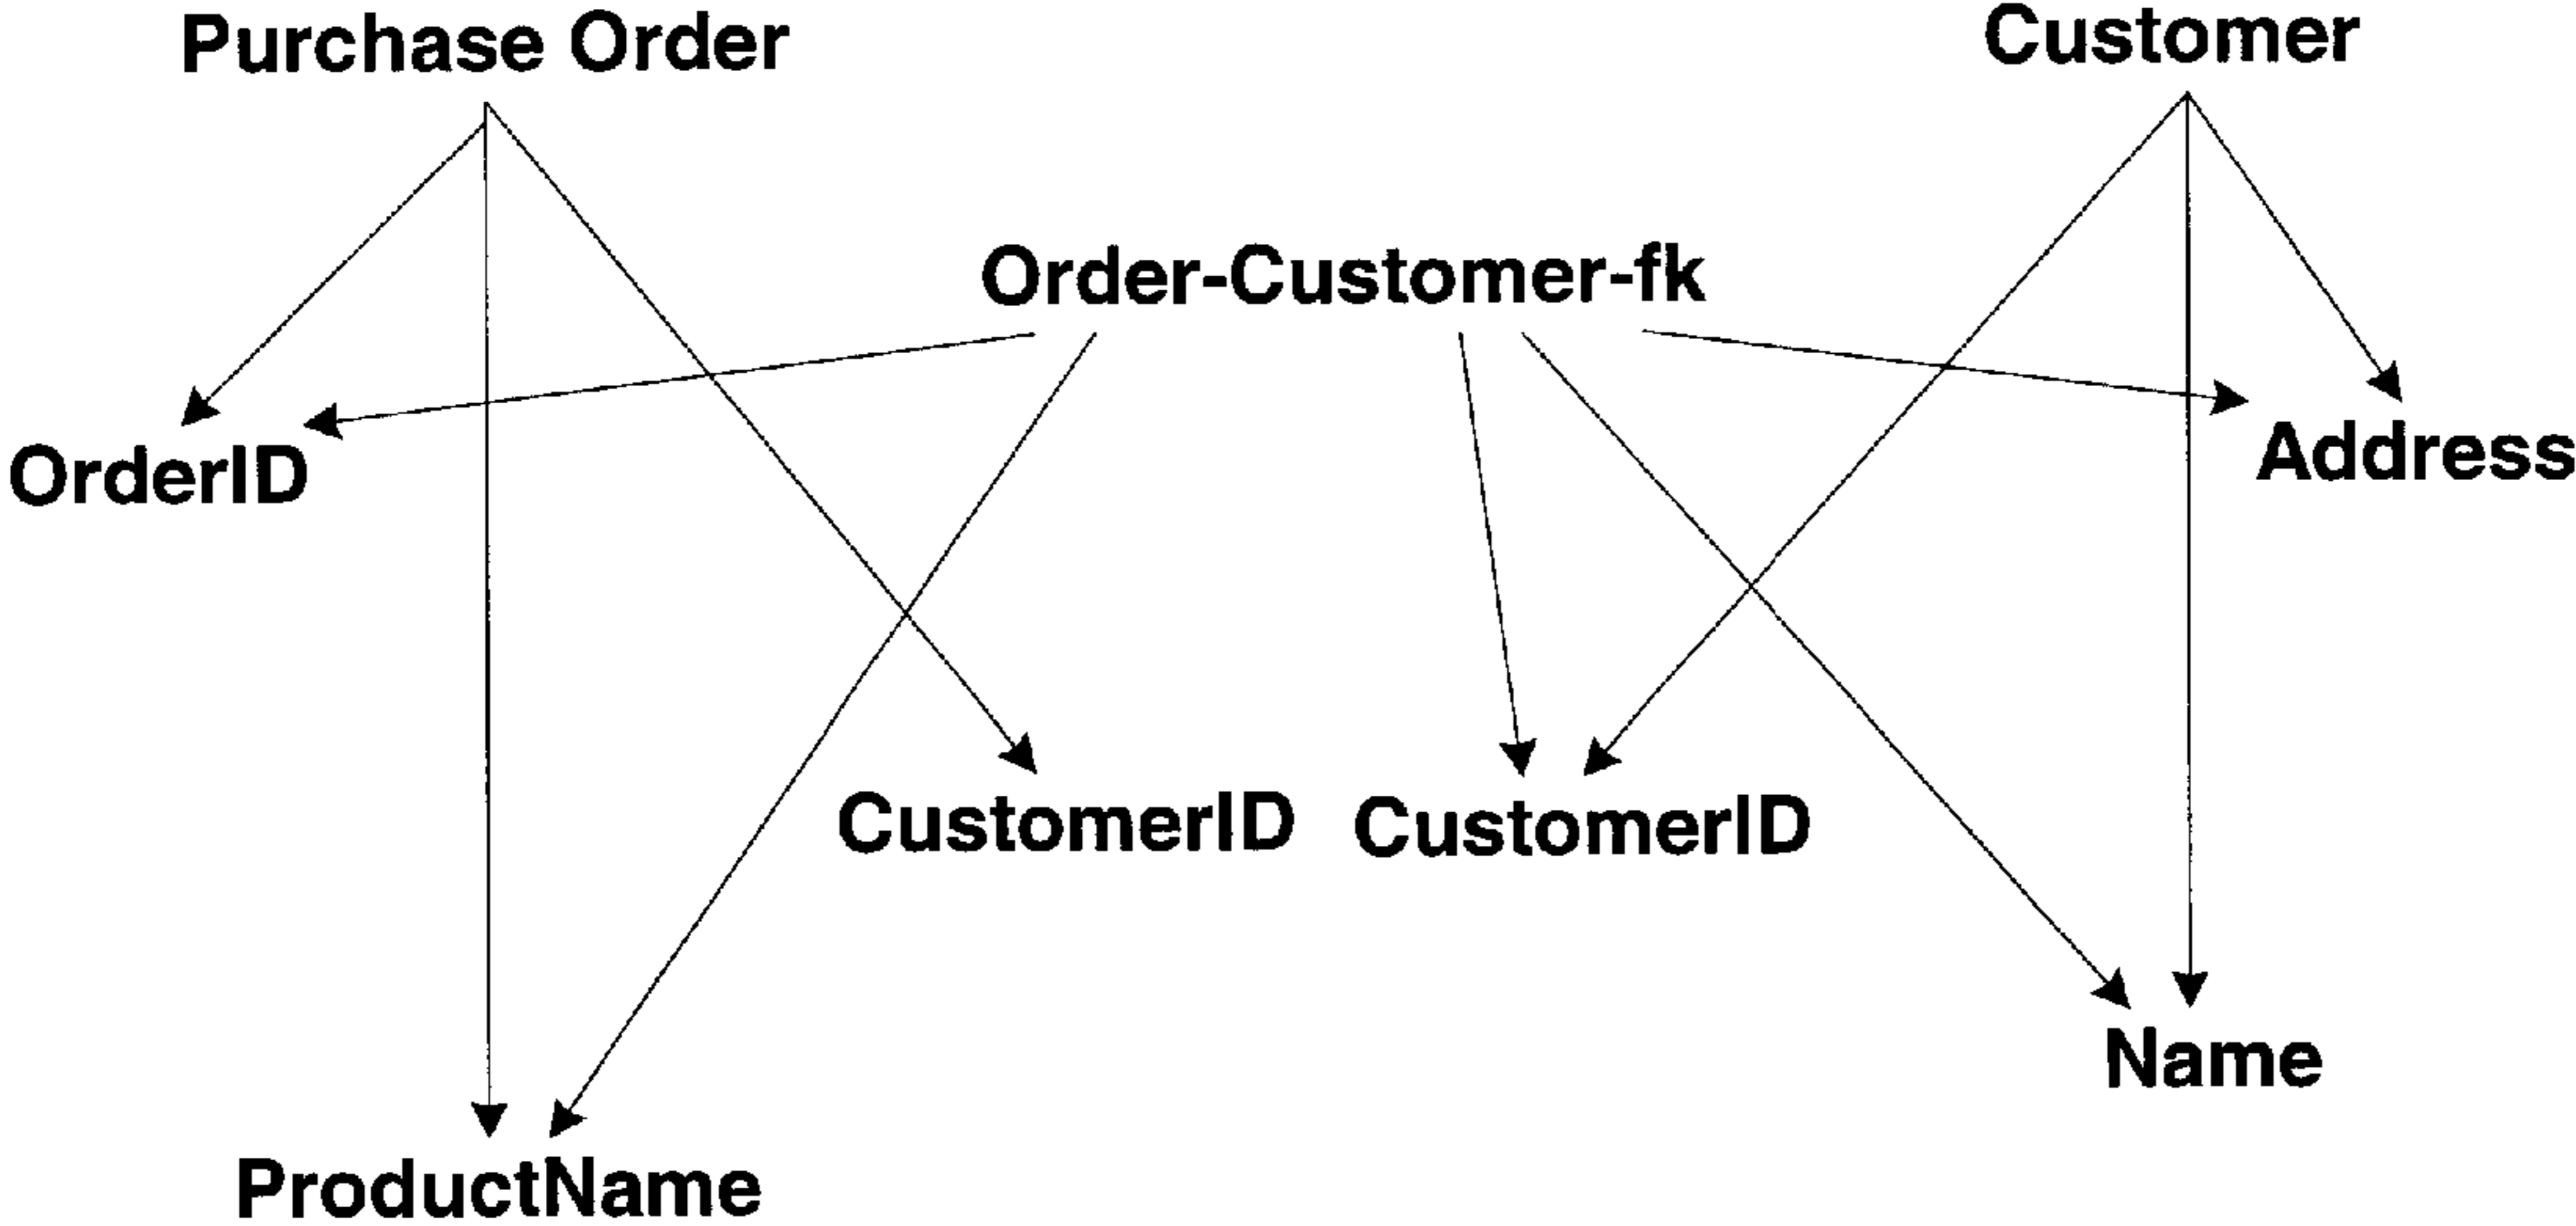 Purchase Order
Customer
Order-Customer-fk
OrderID
Address
CustomerID
CustomerID
Name
ProductName